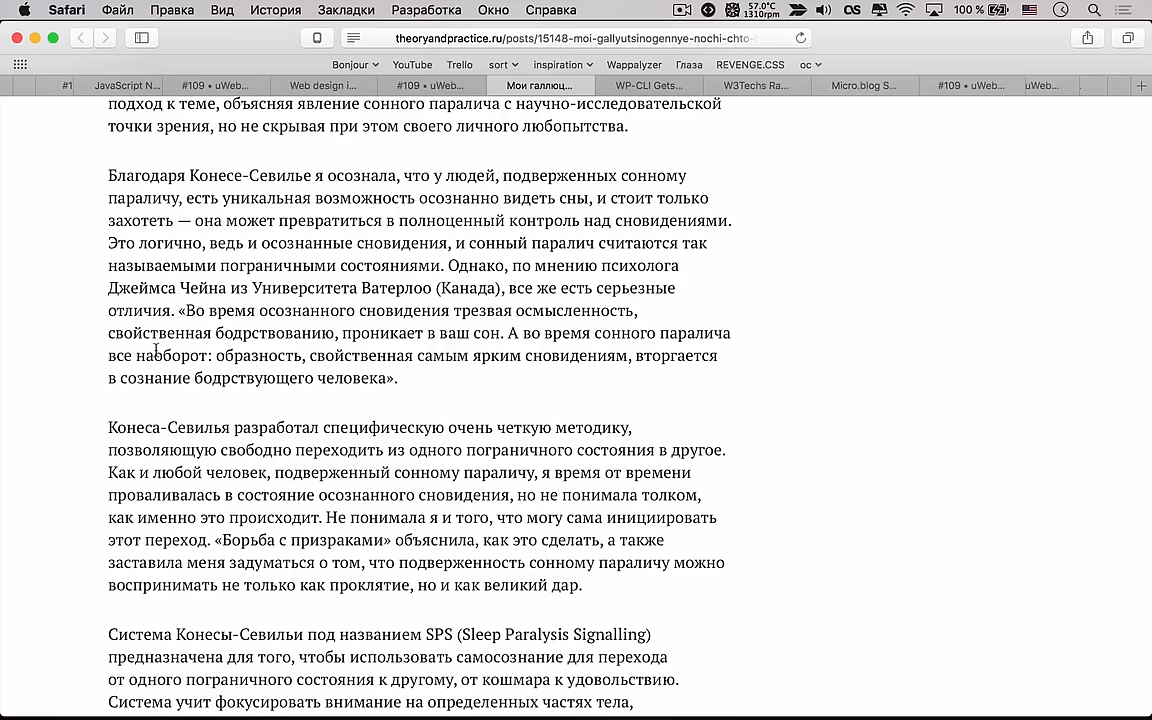 Safari Файл Правка Вид История Закладки Разработка Окно Справка 57.0°C 1310rpm 100 %
theoryandpractice.ru/posts/15148-moi-gallyutsinogennye-nochi-chto-
Bonjour YouTube Trello sort inspiration Wappalyzer Глаза REVENGE.CSS ос
#1 JavaScript N... #109 • uWeb... Web design i... #109 • uWeb... Мои галлюц... WP-CLI Gets... W3Techs Ra... Micro.blog S... #109 • uWeb... uWeb...
подход к теме, объясняя явление сонного паралича с научно-исследовательской
точки зрения, но не скрывая при этом своего личного любопытства.
Благодаря Конесе-Севилье я осознала, что у людей, подверженных сонному
параличу, есть уникальная возможность осознанно видеть сны, и стоит только
захотеть — она может превратиться в полноценный контроль над сновидениями.
Это логично, ведь и осознанные сновидения, и сонный паралич считаются так
называемыми пограничными состояниями. Однако, по мнению психолога
Джеймса Чейна из Университета Ватерлоо (Канада), все же есть серьезные
отличия. «Во время осознанного сновидения трезвая осмысленность,
свойственная бодрствованию, проникает в ваш сон. А во время сонного паралича
все наоборот: образность, свойственная самым ярким сновидениям, вторгается
в сознание бодрствующего человека».
Конеса-Севилья разработал специфическую очень четкую методику,
позволяющую свободно переходить из одного пограничного состояния в другое.
Как и любой человек, подверженный сонному параличу, я время от времени
проваливалась в состояние осознанного сновидения, но не понимала толком,
как именно это происходит. Не понимала я и того, что могу сама инициировать
этот переход. «Борьба с призраками» объяснила, как это сделать, а также
заставила меня задуматься о том, что подверженность сонному параличу можно
воспринимать не только как проклятие, но и как великий дар.
Система Конесы-Севильи под названием SPS (Sleep Paralysis Signalling)
предназначена для того, чтобы использовать самосознание для перехода
от одного пограничного состояния к другому, от кошмара к удовольствию.
Система учит фокусировать внимание на определенных частях тела,